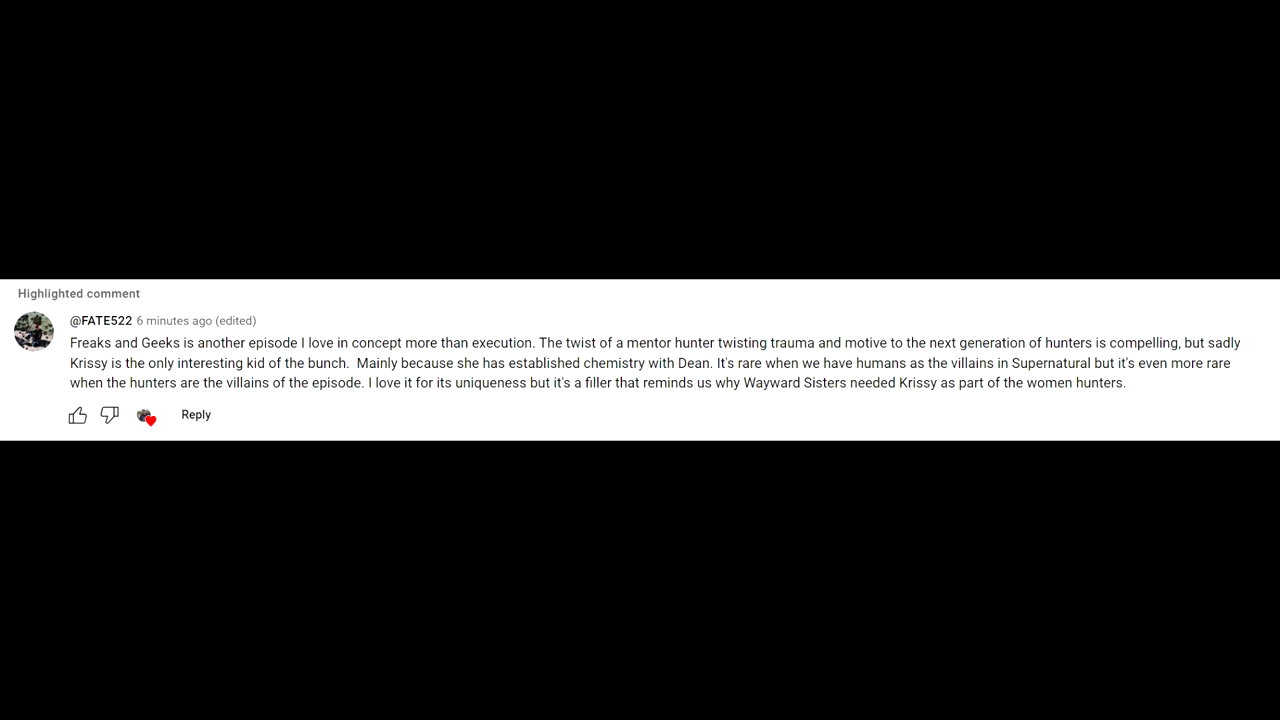 Highlighted comment
@FATE522 6 minutes ago (edited)
Freaks and Geeks is another episode I love in concept more than execution. The twist of a mentor hunter twisting trauma and motive to the next generation of hunters is compelling, but sadly
Krissy is the only interesting kid of the bunch.  Mainly because she has established chemistry with Dean. It's rare when we have humans as the villains in Supernatural but it's even more rare
when the hunters are the villains of the episode. I love it for its uniqueness but it's a filler that reminds us why Wayward Sisters needed Krissy as part of the women hunters.
Reply